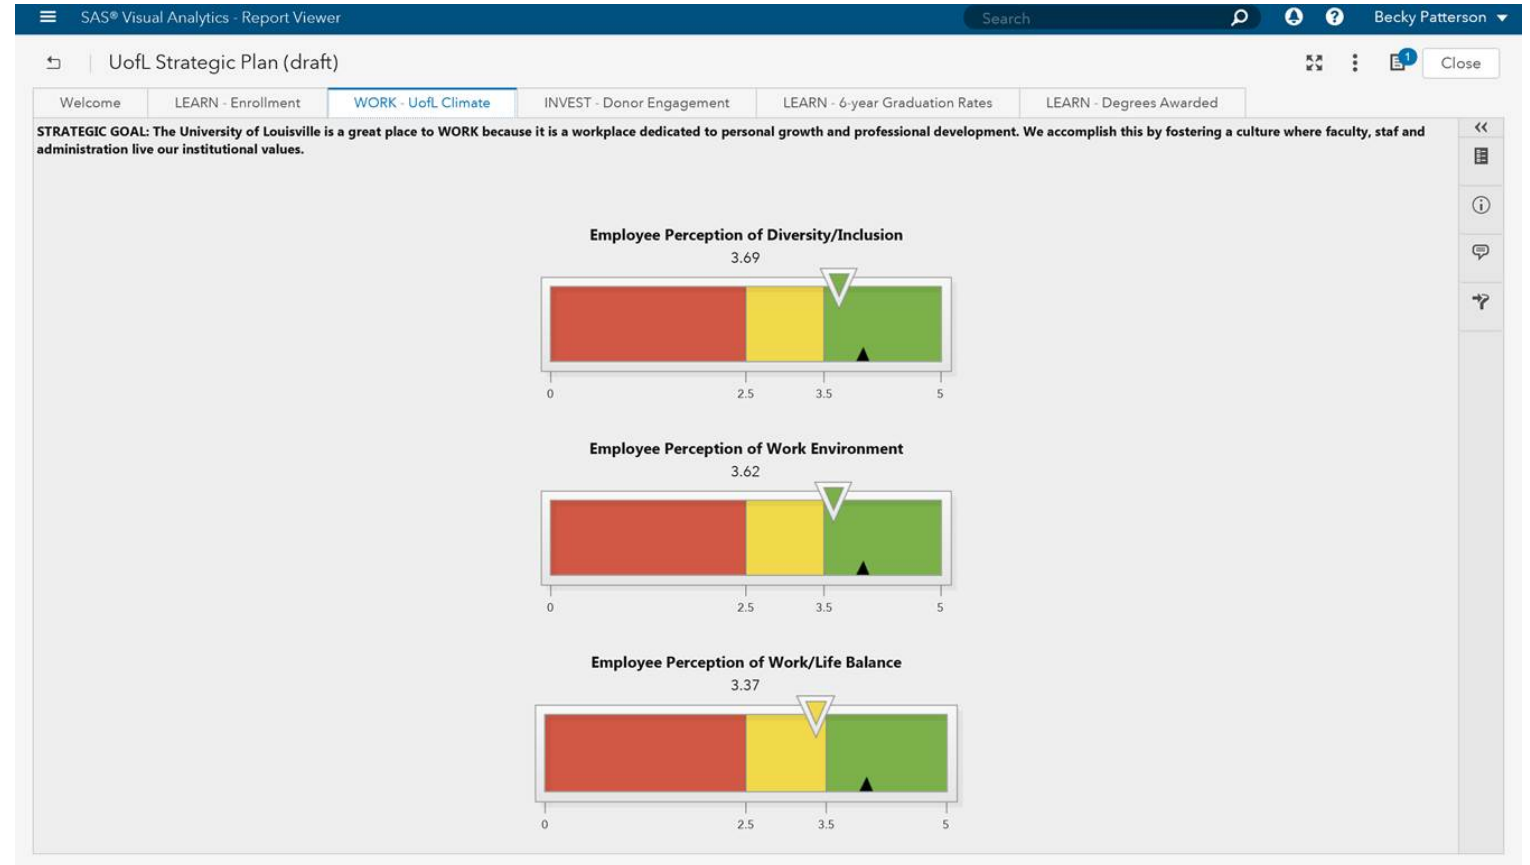 SAS® Visual Analytics - Report Viewer
Search
Becky Patterson
UofL Strategic Plan (draft)
1
Close
Welcome
LEARN - Enrollment
WORK - UofL Climate
INVEST - Donor Engagement
LEARN - 6-year Graduation Rates
LEARN - Degrees Awarded
STRATEGIC GOAL: The University of Louisville is a great place to WORK because it is a workplace dedicated to personal growth and professional development. We accomplish this by fostering a culture where faculty, staf and
administration live our institutional values.
Employee Perception of Diversity/Inclusion
3.69
0 2.5 3.5 5
Employee Perception of Work Environment
3.62
0 2.5 3.5 5
Employee Perception of Work/Life Balance
3.37
0 2.5 3.5 5